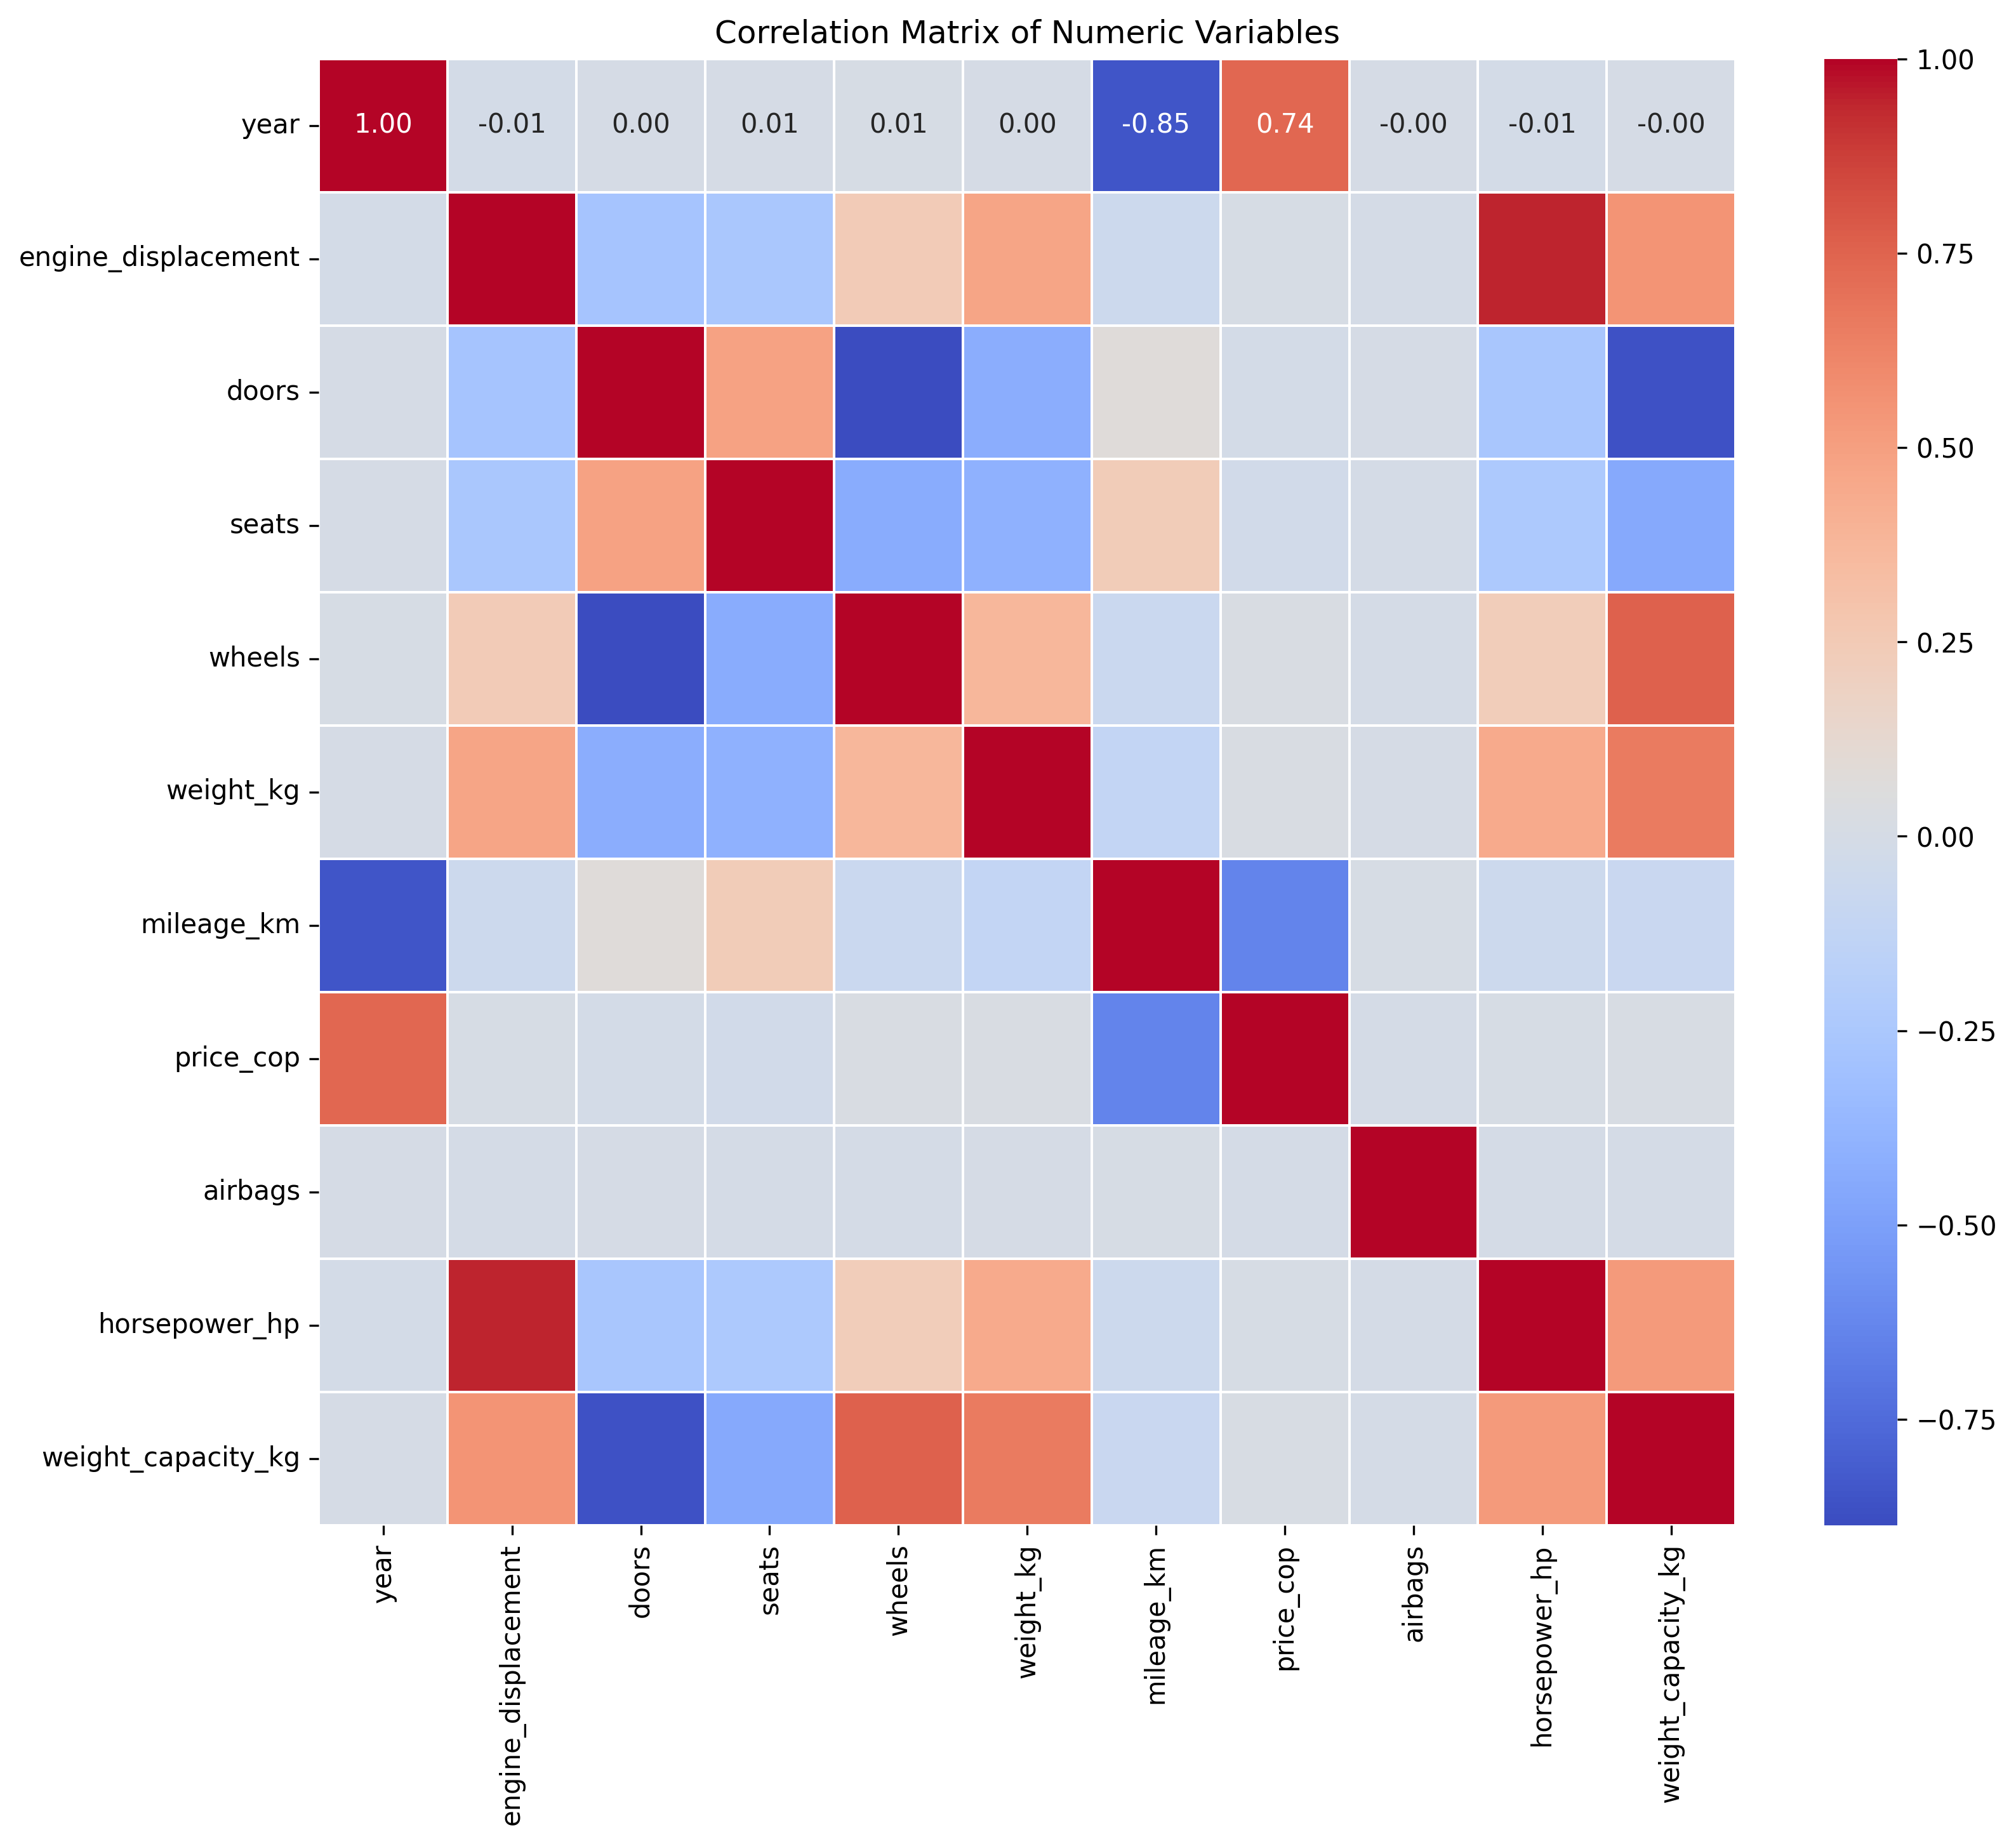 Correlation Matrix of Numeric Variables
year 1.00 -0.01 0.00 0.01 0.01 0.00 -0.85 0.74 -0.00 -0.01 -0.00
engine_displacement
doors
seats
wheels
weight_kg
mileage_km
price_cop
airbags
horsepower_hp
weight_capacity_kg
year
engine_displacement
doors
seats
wheels
weight_kg
mileage_km
price_cop
airbags
horsepower_hp
weight_capacity_kg
1.00
0.75
0.50
0.25
0.00
−0.25
−0.50
−0.75